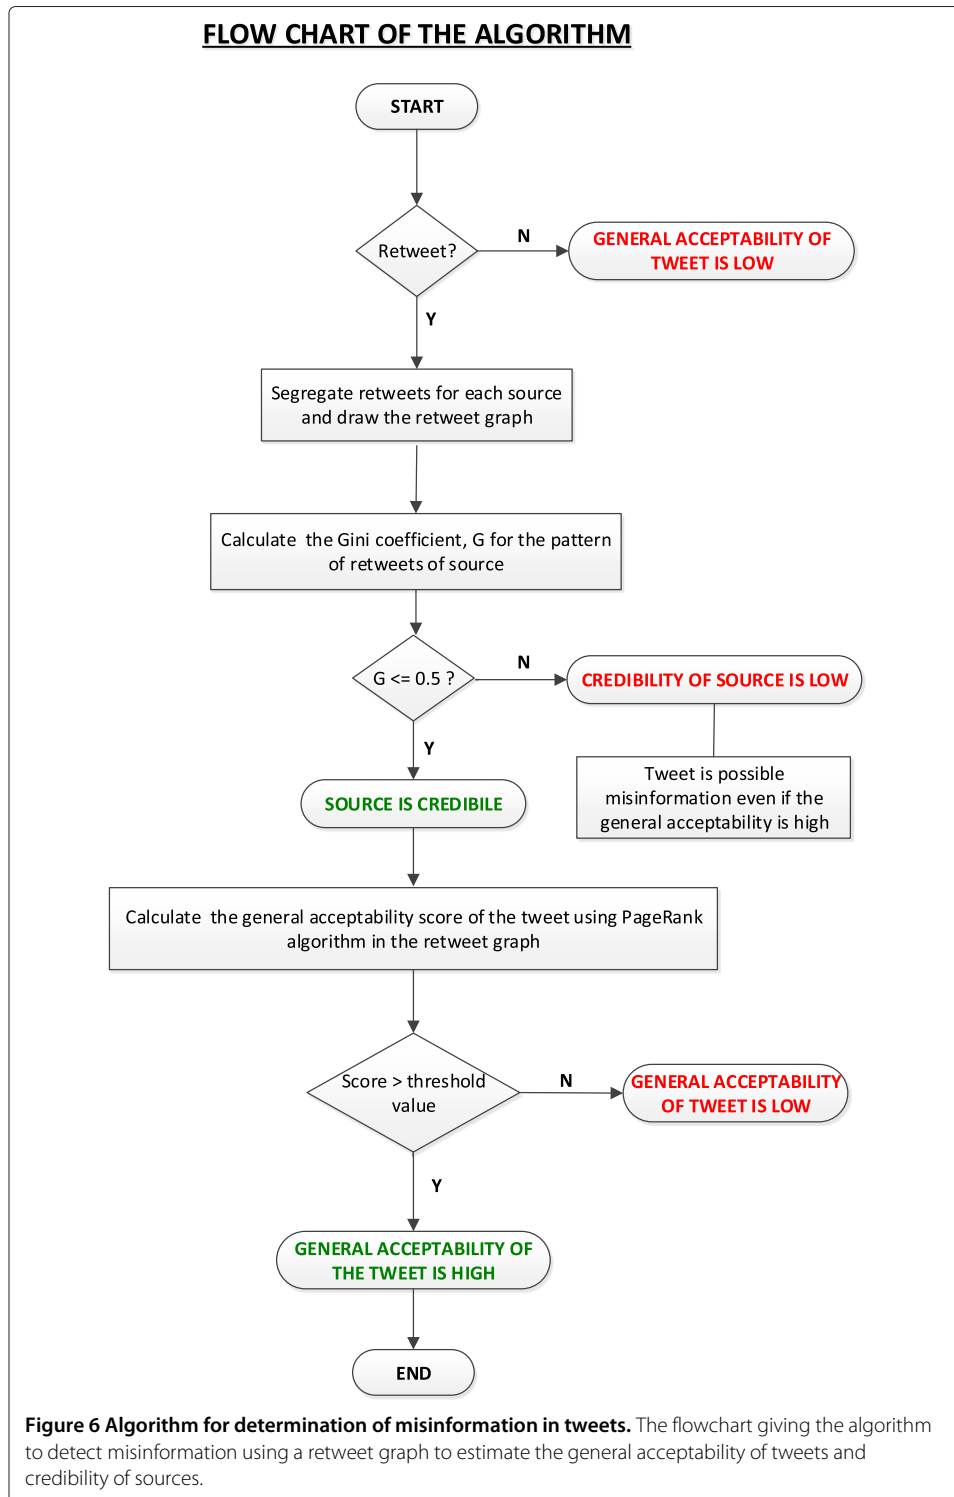 FLOW CHART OF THE ALGORITHM
START
Retweet?
N
GENERAL ACCEPTABILITY OF
TWEET IS LOW
Y
Segregate retweets for each source
and draw the retweet graph
Calculate the Gini coefficient, G for the pattern
of retweets of source
G <= 0.5 ?
N
CREDIBILITY OF SOURCE IS LOW
Y
Tweet is possible
misinformation even if the
general acceptability is high
SOURCE IS CREDIBILE
Calculate the general acceptability score of the tweet using PageRank
algorithm in the retweet graph
Score > threshold
value
N
GENERAL ACCEPTABILITY
OF TWEET IS LOW
Y
GENERAL ACCEPTABILITY OF
THE TWEET IS HIGH
END
Figure 6 Algorithm for determination of misinformation in tweets. The flowchart giving the algorithm
to detect misinformation using a retweet graph to estimate the general acceptability of tweets and
credibility of sources.